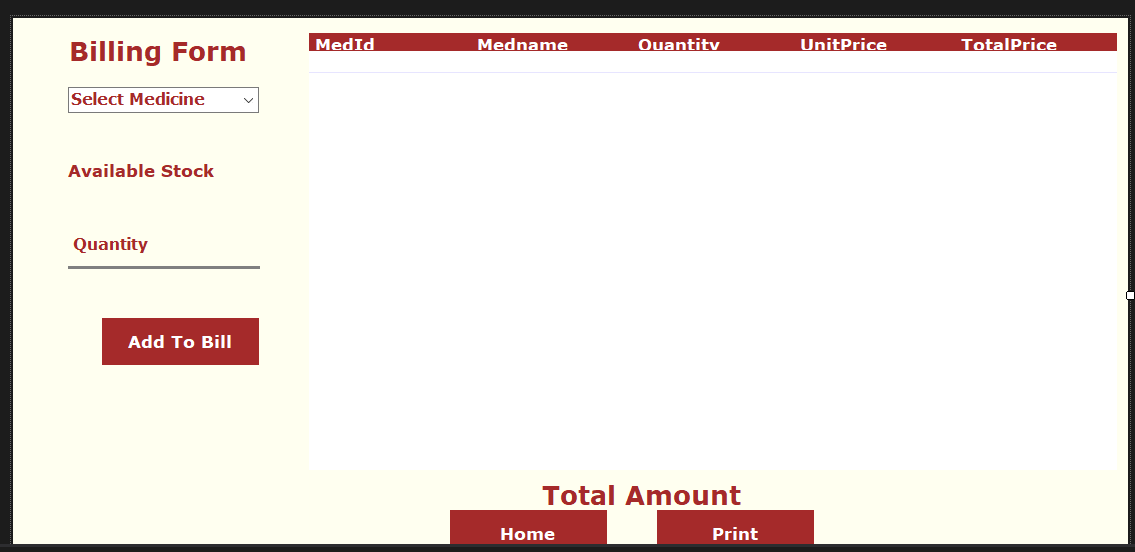 Billing Form
Select Medicine
Available Stock
Quantity
Add To Bill
MedId Medname Quantity UnitPrice TotalPrice
Total Amount
Home Print